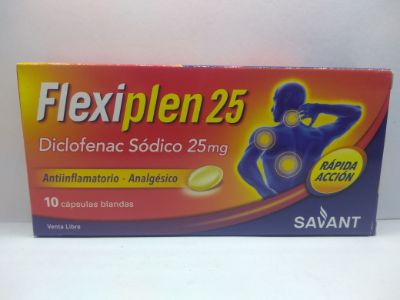 Flexiplen 25
Diclofenac Sódico 25mg
Antiinflamatorio - Analgésico
RÁPIDA
ACCIÓN
10 cápsulas blandas
Venta Libre
SAVANT